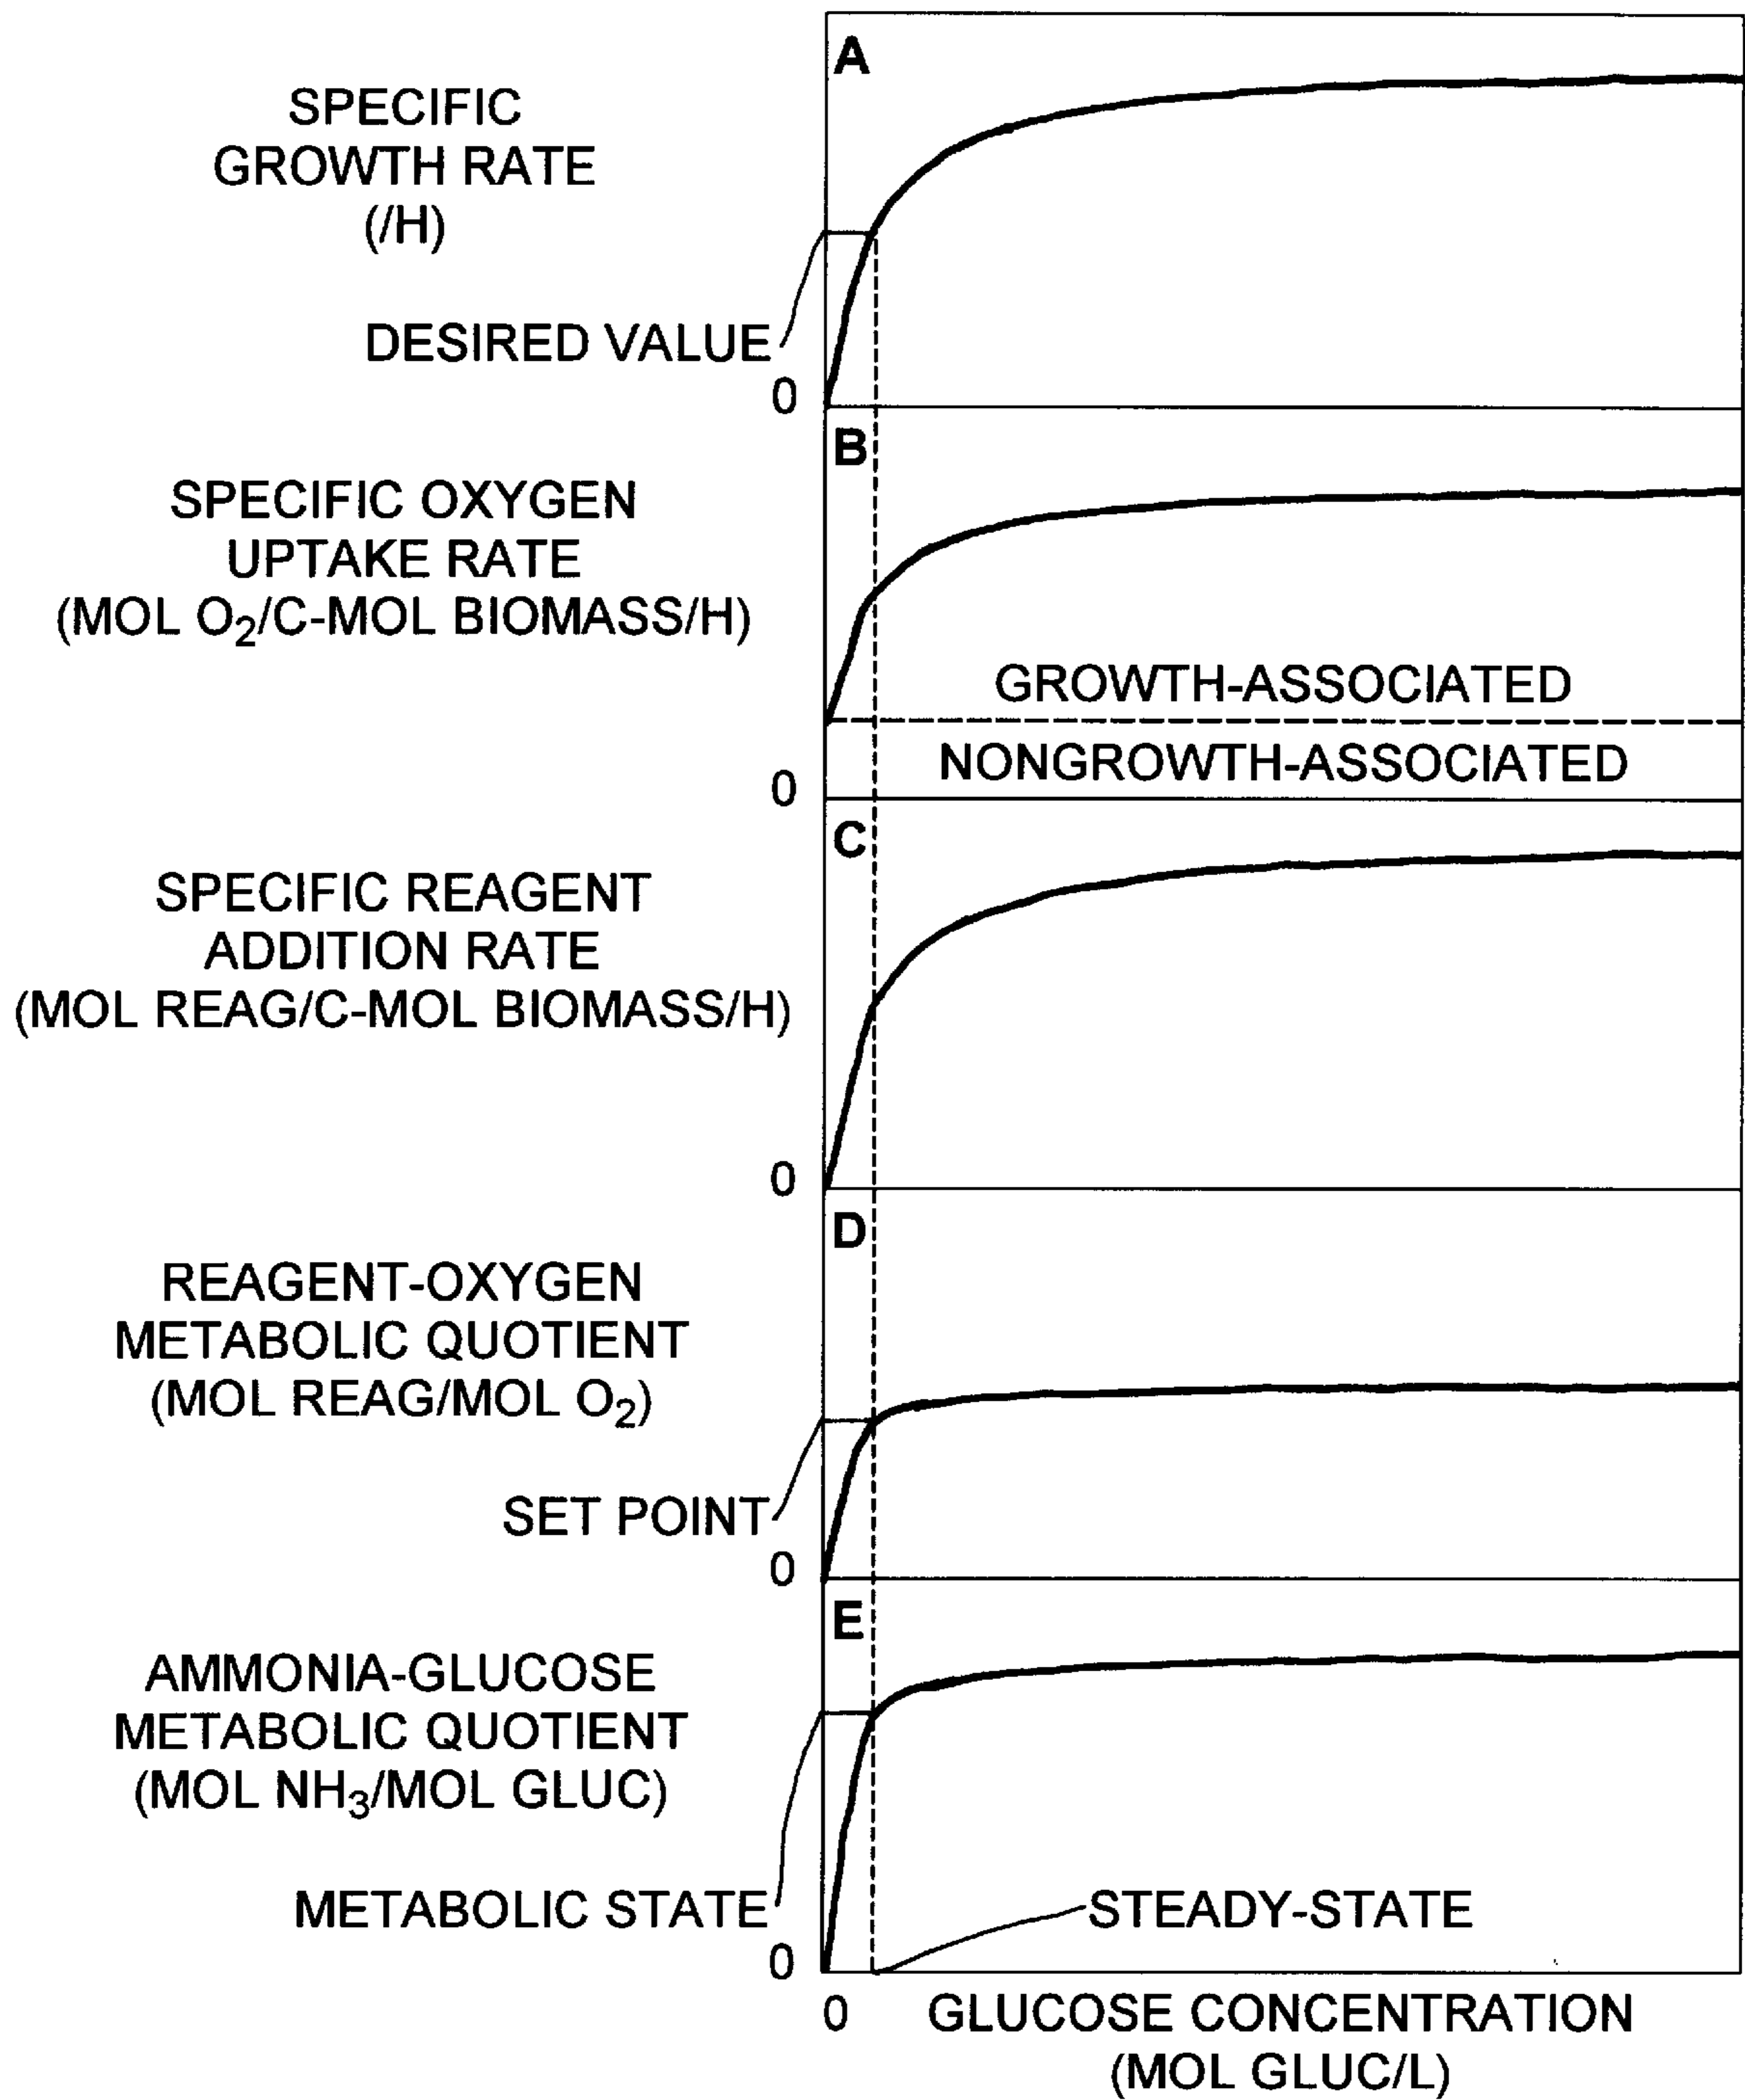 A
SPECIFIC
GROWTH RATE
(/H)
DESIRED VALUE
0
B
SPECIFIC OXYGEN
UPTAKE RATE
(MOL O₂/C-MOL BIOMASS/H)
GROWTH-ASSOCIATED
NONGROWTH-ASSOCIATED
0
C
SPECIFIC REAGENT
ADDITION RATE
(MOL REAG/C-MOL BIOMASS/H)
0
D
REAGENT-OXYGEN
METABOLIC QUOTIENT
(MOL REAG/MOL O₂)
SET POINT
0
E
AMMONIA-GLUCOSE
METABOLIC QUOTIENT
(MOL NH₃/MOL GLUC)
METABOLIC STATE
STEADY-STATE
0
0
GLUCOSE CONCENTRATION
(MOL GLUC/L)